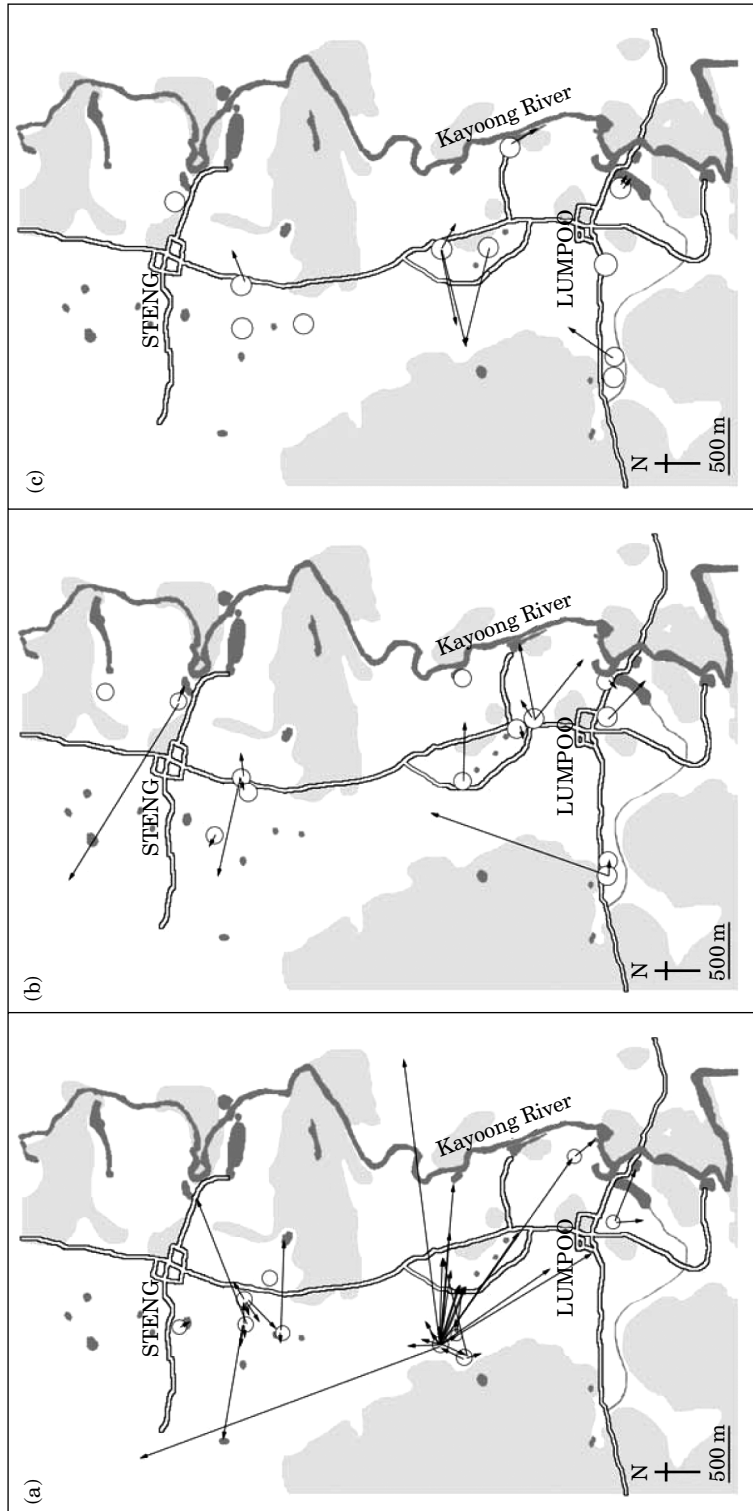 (a)
STENG
Kayoong River
LUMPOO
N
500 m
(b)
STENG
Kayoong River
LUMPOO
N
500 m
(c)
STENG
Kayoong River
LUMPOO
N
500 m